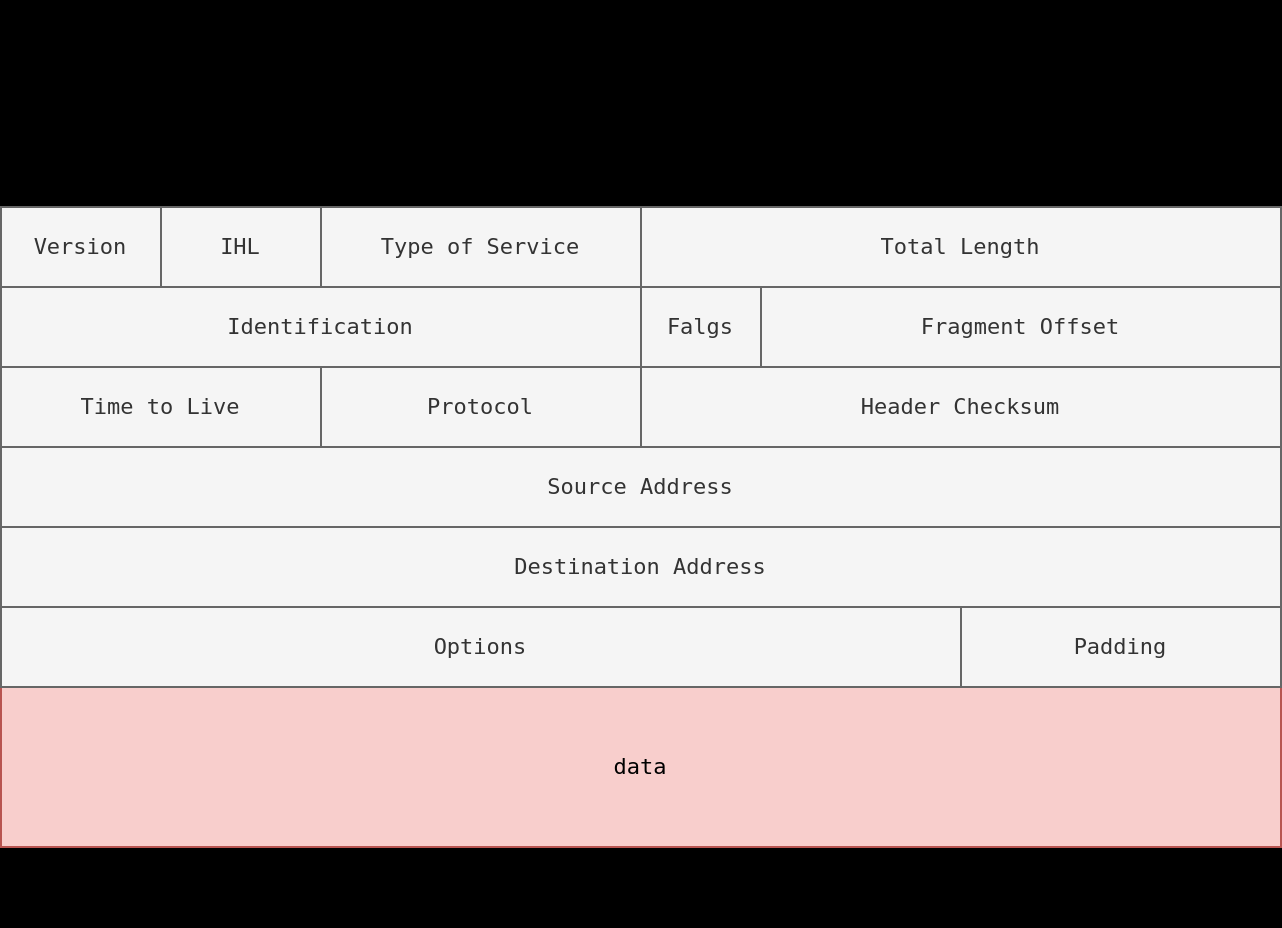 Version
IHL
Type of Service
Total Length
Identification
Falgs
Fragment Offset
Time to Live
Protocol
Header Checksum
Source Address
Destination Address
Options
Padding
data